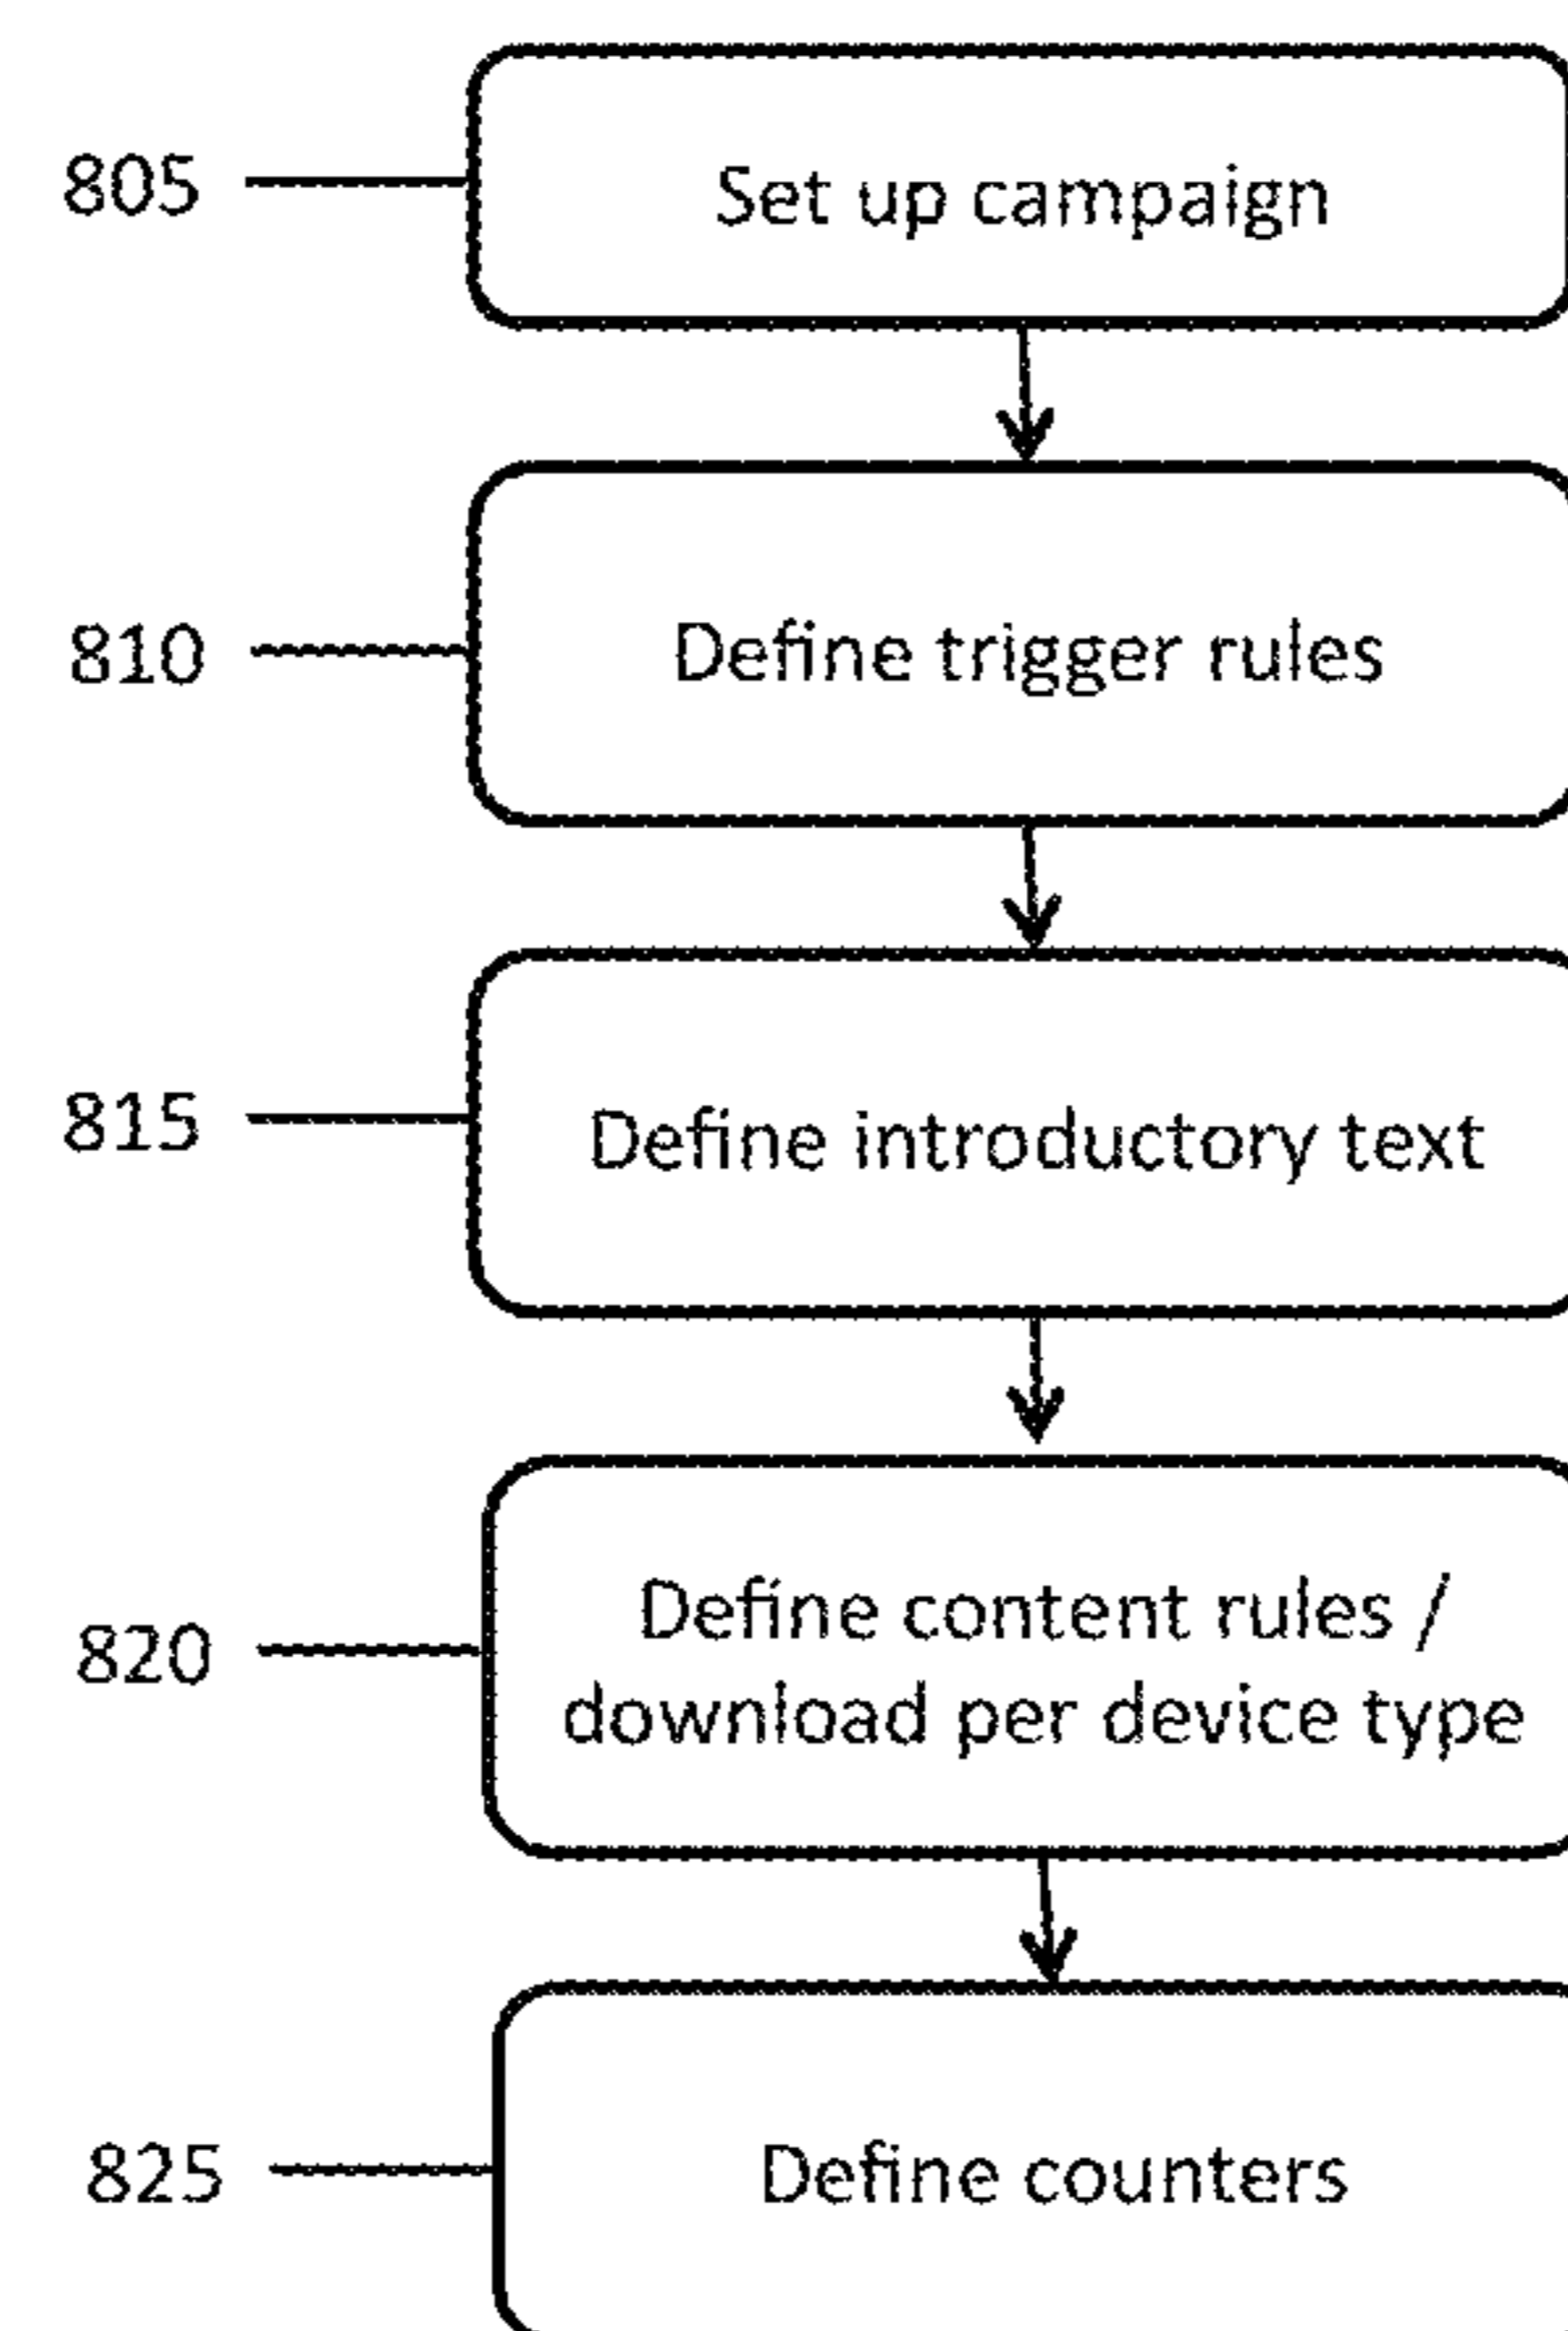 805
Set up campaign
810
Define trigger rules
815
Define introductory text
820
Define content rules /
download per device type
825
Define counters